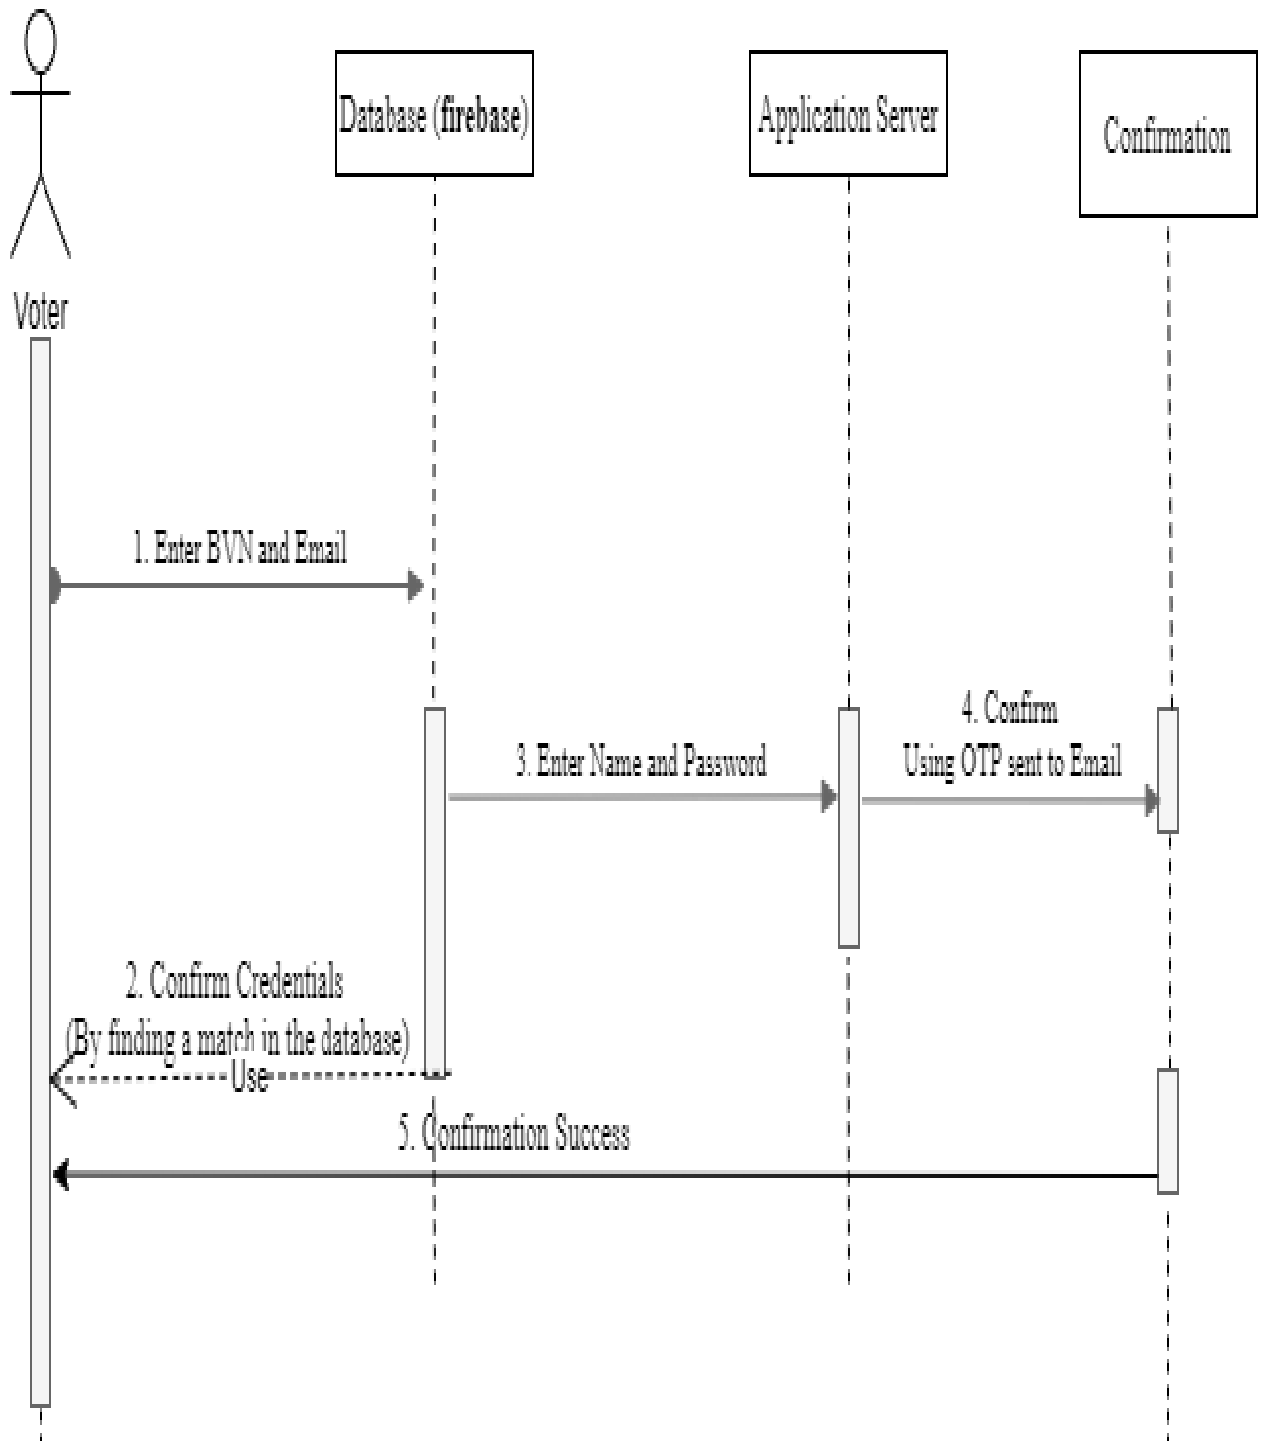 Database (firebase)
Application Server
Confirmation
Voter
1. Enter BVN and Email
4. Confirm
Using OTP sent to Email
3. Enter Name and Password
2. Confirm Credentials
(By finding a match in the database)
Use
5. Confirmation Success